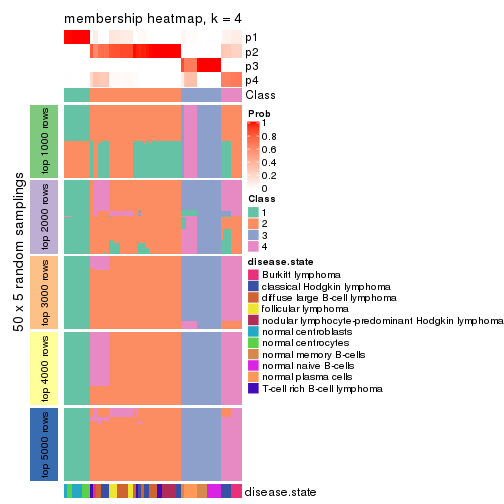 membership heatmap, k = 4
p1
p2
p3
p4
Class
50 x 5 random samplings
top 1000 rows
top 2000 rows
top 3000 rows
top 4000 rows
top 5000 rows
Prob
1
0.8
0.6
0.4
0.2
0
Class
1
2
3
4
disease.state
Burkitt lymphoma
classical Hodgkin lymphoma
diffuse large B-cell lymphoma
follicular lymphoma
nodular lymphocyte-predominant Hodgkin lymphoma
normal centroblasts
normal centrocytes
normal memory B-cells
normal naive B-cells
normal plasma cells
T-cell rich B-cell lymphoma
disease.state